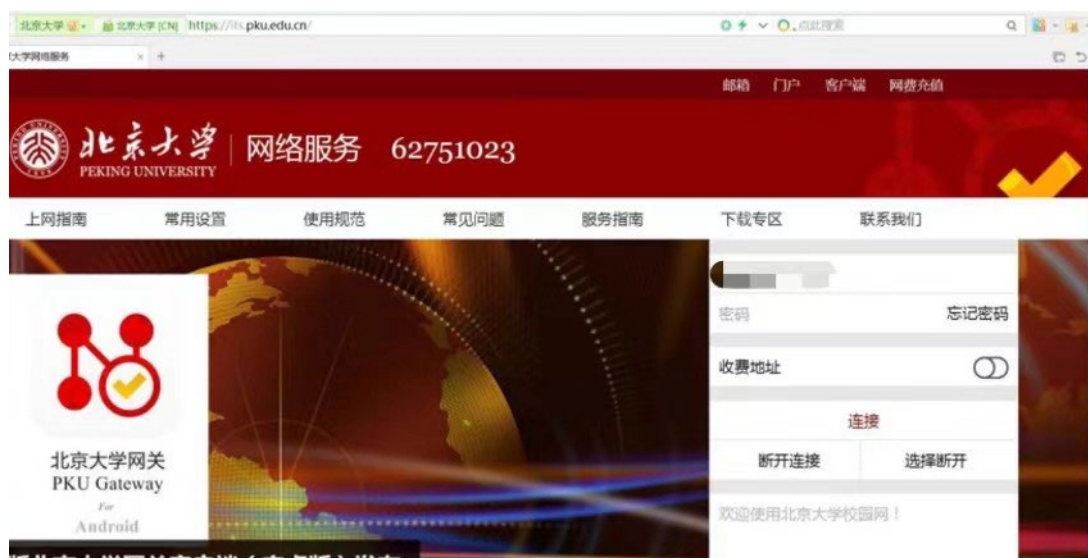 北京大学 北京大学 [CN] https://its.pku.edu.cn/ 点此搜索
大学网络服务
邮箱 门户 客户端 网费充值
北京大学 网络服务 62751023
PEKING UNIVERSITY
上网指南 常用设置 使用规范 常见问题 服务指南 下载专区 联系我们
密码 忘记密码
收费地址
连接
断开连接 选择断开
欢迎使用北京大学校园网！
北京大学网关
PKU Gateway
For
Android